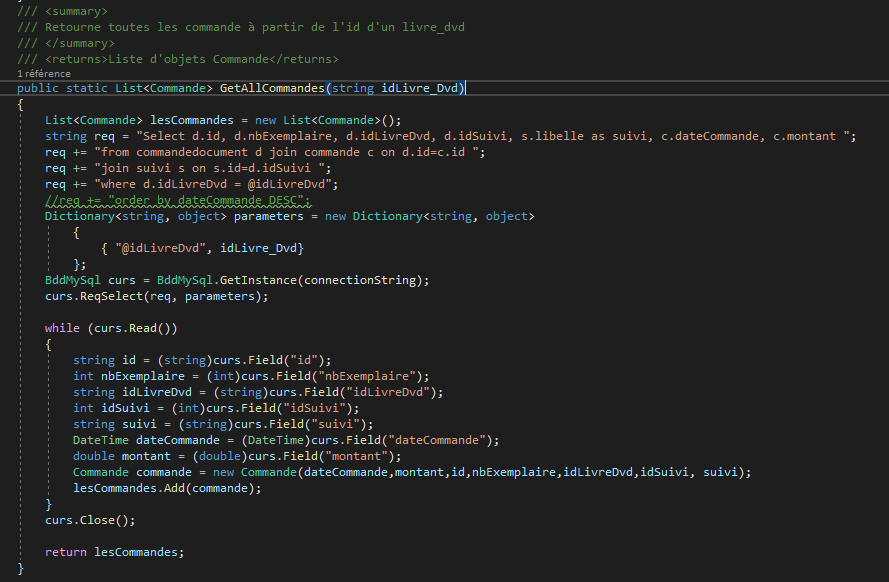 /// <summary>
/// Retourne toutes les commande à partir de l'id d'un livre_dvd
/// </summary>
/// <returns>Liste d'objets Commande</returns>
1 référence
public static List<Commande> GetAllCommandes(string idLivre_Dvd)
{
List<Commande> lesCommandes = new List<Commande>();
string req = "Select d.id, d.nbExemplaire, d.idLivreDvd, d.idSuivi, s.libelle as suivi, c.dateCommande, c.montant ";
req += "from commandedocument d join commande c on d.id=c.id ";
req += "join suivi s on s.id=d.idSuivi ";
req += "where d.idLivreDvd = @idLivreDvd";
//req += "order by dateCommande DESC";
Dictionary<string, object> parameters = new Dictionary<string, object>
{
{ "@idLivreDvd", idLivre_Dvd}
};
BddMySql curs = BddMySql.GetInstance(connectionString);
curs.ReqSelect(req, parameters);
while (curs.Read())
{
string id = (string)curs.Field("id");
int nbExemplaire = (int)curs.Field("nbExemplaire");
string idLivreDvd = (string)curs.Field("idLivreDvd");
int idSuivi = (int)curs.Field("idSuivi");
string suivi = (string)curs.Field("suivi");
DateTime dateCommande = (DateTime)curs.Field("dateCommande");
double montant = (double)curs.Field("montant");
Commande commande = new Commande(dateCommande,montant,id,nbExemplaire,idLivreDvd,idSuivi, suivi);
lesCommandes.Add(commande);
}
curs.Close();
return lesCommandes;
}